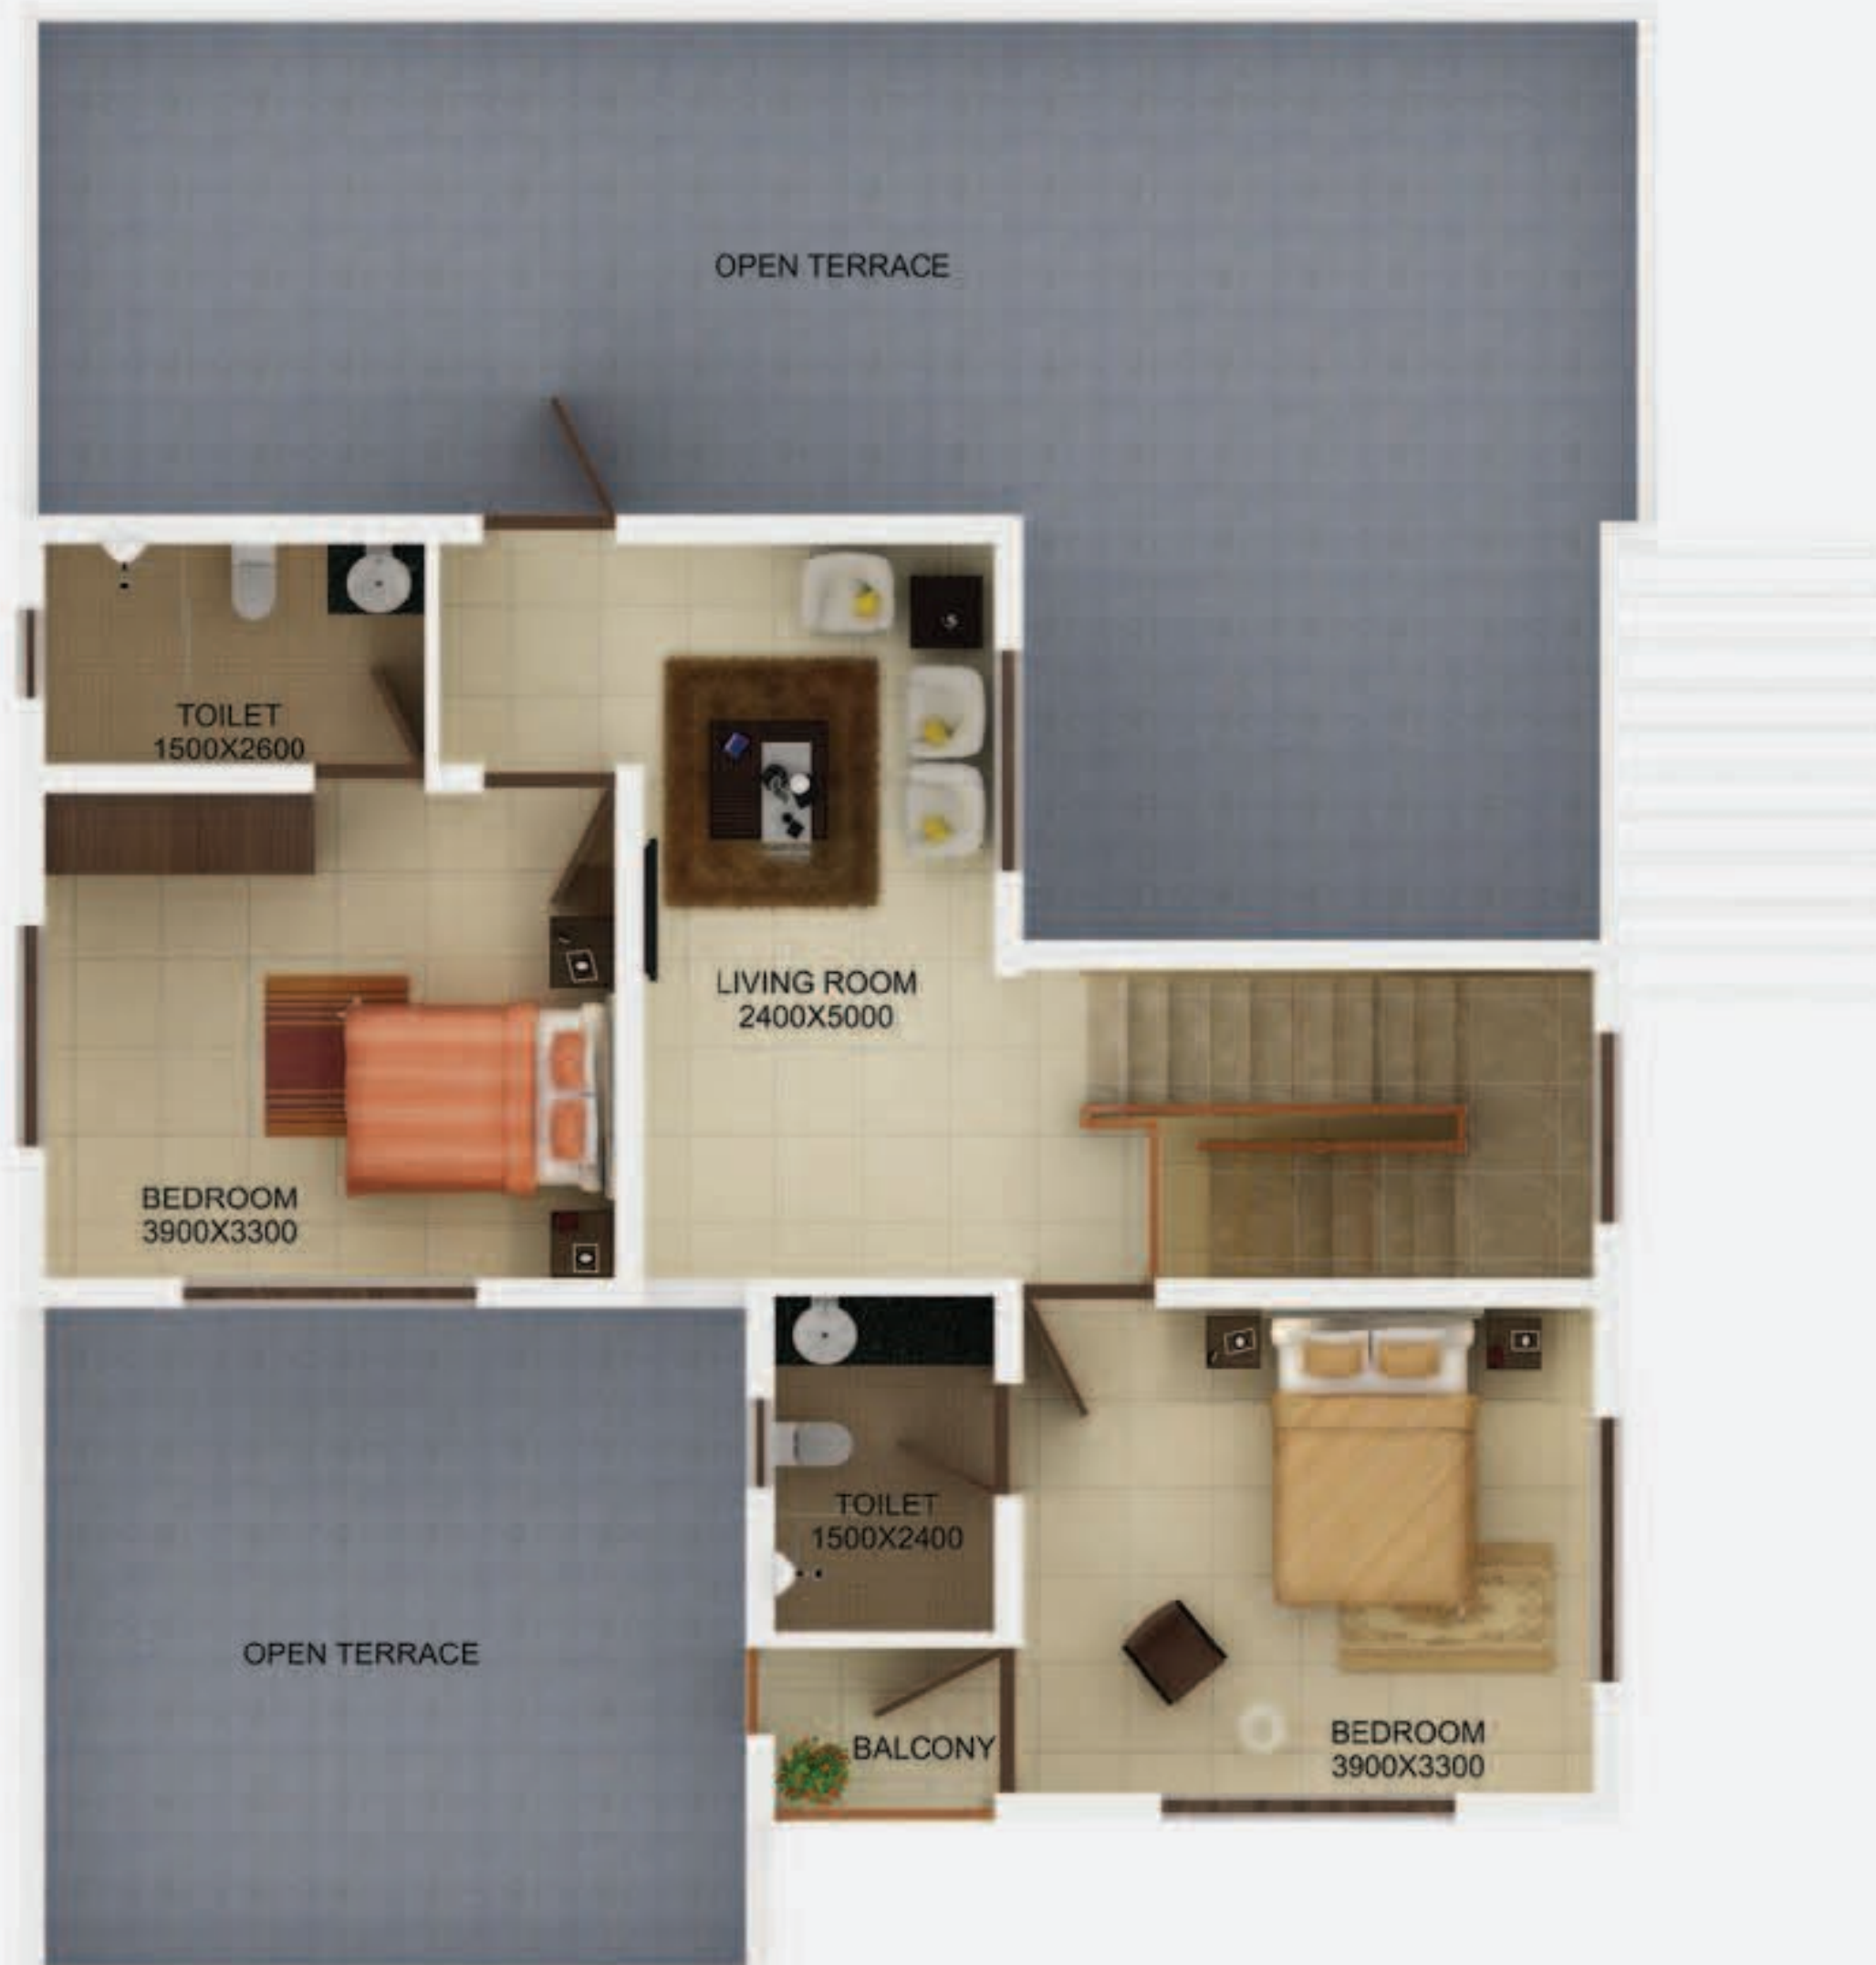 OPEN TERRACE
TOILET
1500X2600
LIVING ROOM
2400X5000
BEDROOM
3900X3300
TOILET
1500X2400
OPEN TERRACE
BALCONY
BEDROOM
3900X3300